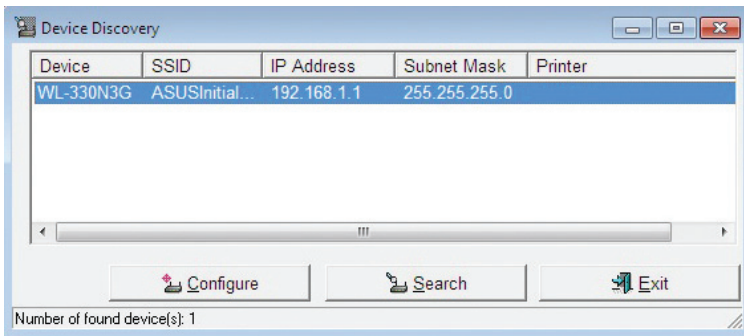 Device Discovery
Device SSID IP Address Subnet Mask Printer
WL-330N3G ASUSInitial... 192.168.1.1 255.255.255.0
Configure Search Exit
Number of found device(s): 1